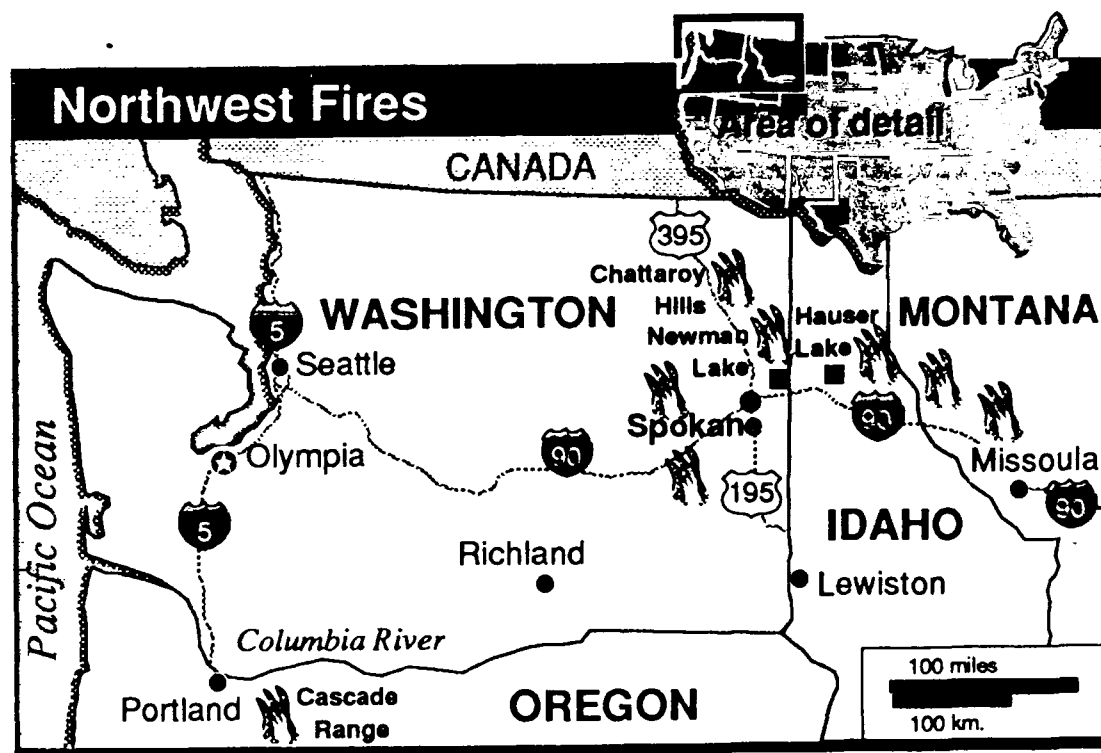 Northwest Fires
Area of detail
CANADA
395
Chattaroy
Hills
Newman
Lake
Hauser
Lake
WASHINGTON
MONTANA
5
Seattle
Spokane
90
90
Olympia
Missoula
90
195
5
IDAHO
Pacific Ocean
Richland
Lewiston
Columbia River
100 miles
100 km.
Portland
Cascade
Range
OREGON